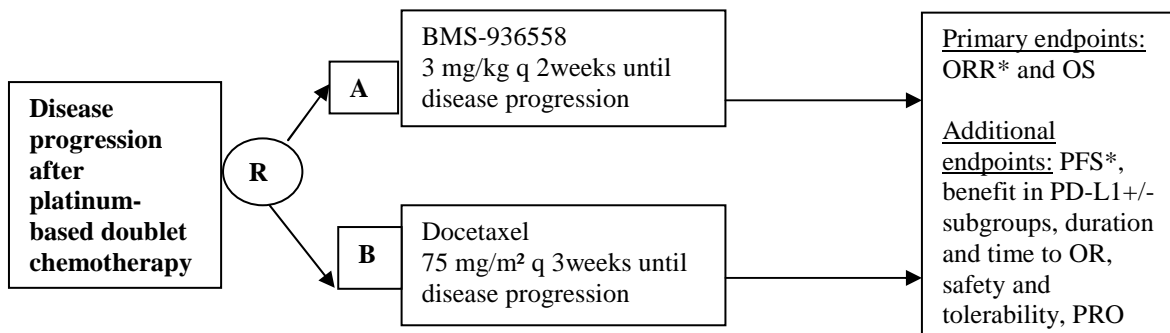 Disease
progression
after
platinum-
based doublet
chemotherapy
R
A
BMS-936558
3 mg/kg q 2weeks until
disease progression
B
Docetaxel
75 mg/m² q 3weeks until
disease progression
Primary endpoints:
ORR* and OS
Additional
endpoints: PFS*,
benefit in PD-L1+/-
subgroups, duration
and time to OR,
safety and
tolerability, PRO